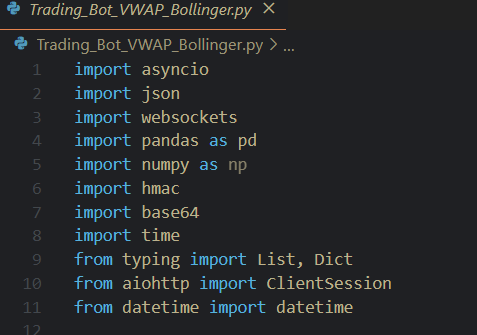 Trading_Bot_VWAP_Bollinger.py ×
Trading_Bot_VWAP_Bollinger.py > ...
1 import asyncio
2 import json
3 import websockets
4 import pandas as pd
5 import numpy as np
6 import hmac
7 import base64
8 import time
9 from typing import List, Dict
10 from aiohttp import ClientSession
11 from datetime import datetime
12